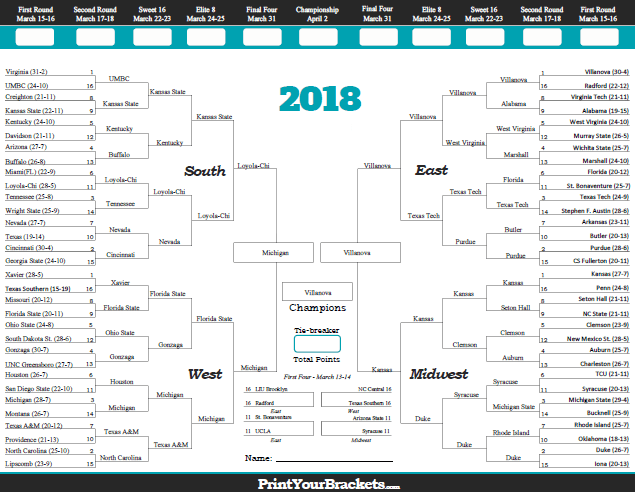 First Round Second Round Sweet 16 Elite 8 Final Four Championship Final Four Elite 8 Sweet 16 Second Round First Round
March 15-16 March 17-18 March 22-23 March 24-25 March 31 April 2 March 31 March 24-25 March 22-23 March 17-18 March 15-16
2018
South
Virginia (31-2) 1
UMBC (24-10) 16
Creighton (21-11) 8
Kansas State (22-11) 9
Kentucky (24-10) 5
Davidson (21-11) 12
Arizona (27-7) 4
Buffalo (26-8) 13
Miami(FL) (22-9) 6
Loyola-Chi (28-5) 11
Tennessee (25-8) 3
Wright State (25-9) 14
Nevada (27-7) 7
Texas (19-14) 10
Cincinnati (30-4) 2
Georgia State (24-10) 15
UMBC
Kansas State
Kentucky
Buffalo
Loyola-Chi
Tennessee
Nevada
Cincinnati
Kansas State
Kentucky
Loyola-Chi
Nevada
Kansas State
Loyola-Chi
Loyola-Chi
West
Xavier (28-5) 1
Texas Southern (15-19) 16
Missouri (20-12) 8
Florida State (20-11) 9
Ohio State (24-8) 5
South Dakota St. (28-6) 12
Gonzaga (30-7) 4
UNC Greensboro (27-7) 13
Houston (26-7) 6
San Diego State (22-10) 11
Michigan (28-7) 3
Montana (26-7) 14
Texas A&M (20-12) 7
Providence (21-13) 10
North Carolina (25-10) 2
Lipscomb (23-9) 15
Xavier
Florida State
Ohio State
Gonzaga
Houston
Michigan
Texas A&M
North Carolina
Florida State
Gonzaga
Michigan
Texas A&M
Florida State
Michigan
Michigan
East
1 Villanova (30-4)
16 Radford (22-12)
8 Virginia Tech (21-11)
9 Alabama (19-15)
5 West Virginia (24-10)
12 Murray State (26-5)
4 Wichita State (25-7)
13 Marshall (24-10)
6 Florida (20-12)
11 St. Bonaventure (25-7)
3 Texas Tech (24-9)
14 Stephen F. Austin (28-6)
7 Arkansas (23-11)
10 Butler (20-13)
2 Purdue (28-6)
15 CS Fullerton (20-11)
Villanova
Alabama
West Virginia
Marshall
Florida
Texas Tech
Butler
Purdue
Villanova
West Virginia
Texas Tech
Purdue
Villanova
Texas Tech
Villanova
Midwest
1 Kansas (27-7)
16 Penn (24-8)
8 Seton Hall (21-11)
9 NC State (21-11)
5 Clemson (23-9)
12 New Mexico St. (28-5)
4 Auburn (25-7)
13 Charleston (26-7)
6 TCU (21-11)
11 Syracuse (20-13)
3 Michigan State (29-4)
14 Bucknell (25-9)
7 Rhode Island (25-7)
10 Oklahoma (18-13)
2 Duke (26-7)
15 Iona (20-13)
Kansas
Seton Hall
Clemson
Auburn
Syracuse
Michigan State
Rhode Island
Duke
Kansas
Clemson
Syracuse
Duke
Kansas
Duke
Kansas
Michigan Villanova
Villanova
Champions
Tie-breaker
Total Points
First Four - March 13-14
16 LIU Brooklyn NC Central 16
16 Radford Texas Southern 16
East West
11 St. Bonaventure Arizona State 11
11 UCLA Syracuse 11
East Midwest
Name:
PrintYourBrackets.com